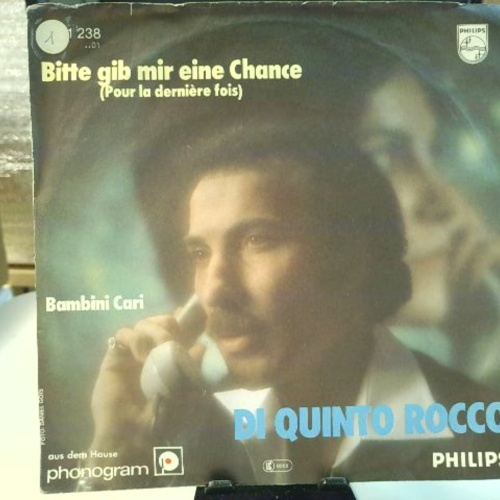 1 238
PHILIPS
Bitte gib mir eine Chance
(Pour la dernière fois)
Bambini Cari
DI QUINTO ROCCO
aus dem Hause
phonogram
PHILIPS